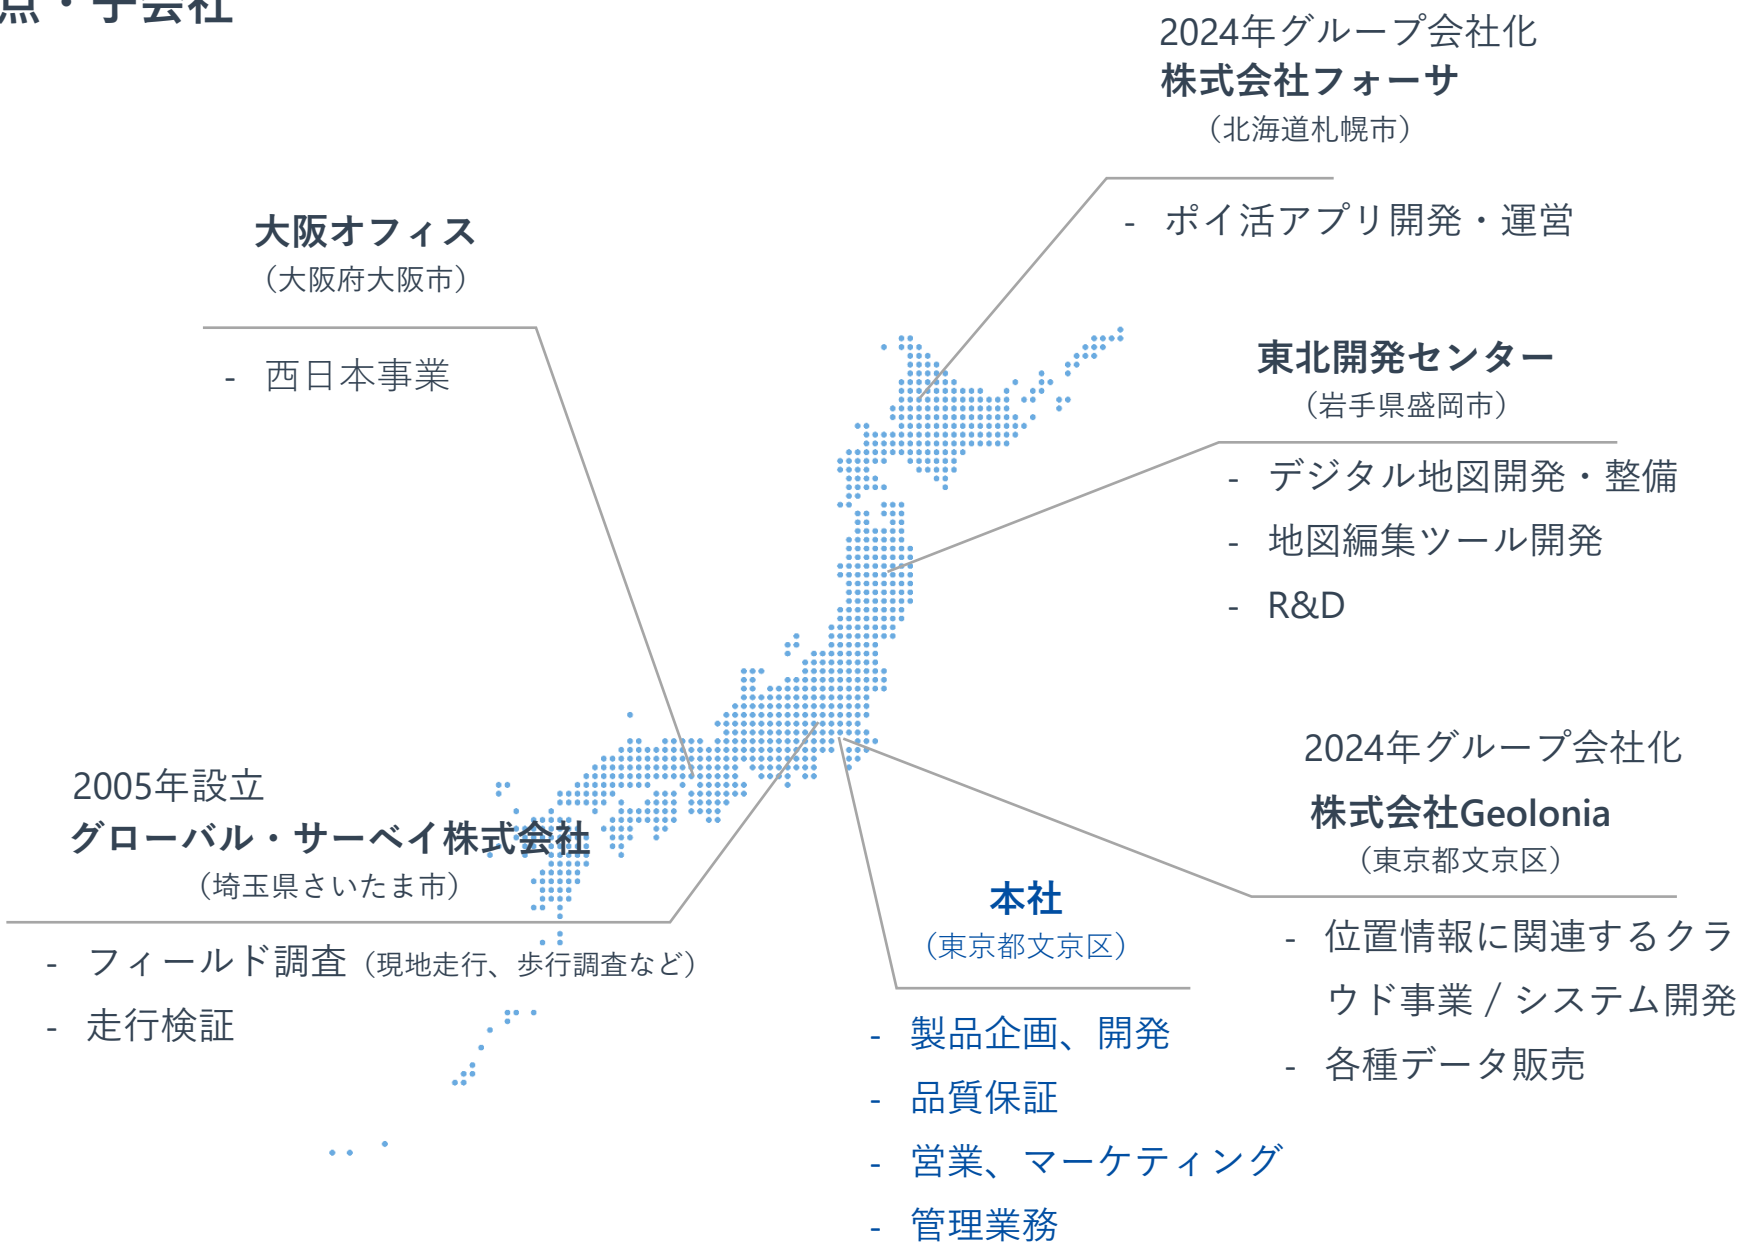 点・子会社
2024年グループ会社化
株式会社フォーサ
（北海道札幌市）
- ポイ活アプリ開発・運営
大阪オフィス
（大阪府大阪市）
- 西日本事業
東北開発センター
（岩手県盛岡市）
- デジタル地図開発・整備
- 地図編集ツール開発
- R&D
2005年設立
グローバル・サーベイ株式会社
（埼玉県さいたま市）
- フィールド調査（現地走行、歩行調査など）
- 走行検証
本社
（東京都文京区）
- 製品企画、開発
- 品質保証
- 営業、マーケティング
- 管理業務
2024年グループ会社化
株式会社Geolonia
（東京都文京区）
- 位置情報に関連するクラ
ウド事業 / システム開発
- 各種データ販売